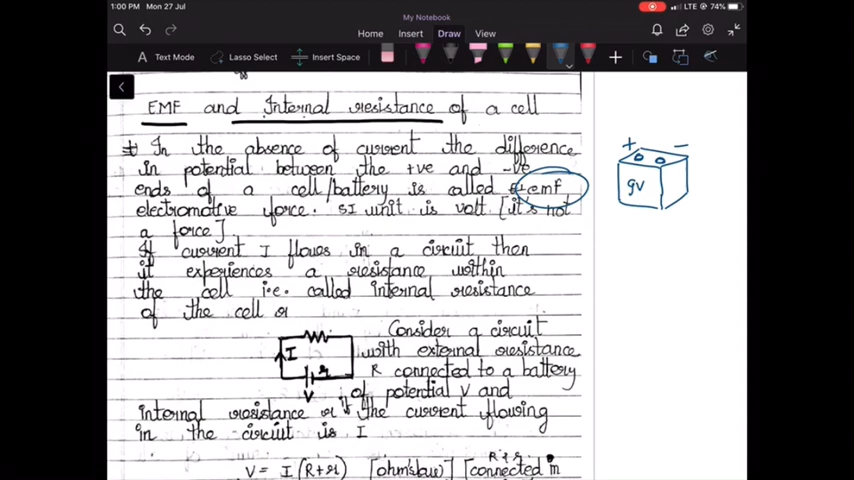 1:00 PM Mon 27 Jul
LTE 74%
My Notebook
Home Insert Draw View
Text Mode Lasso Select Insert Space
EMF and Internal resistance of a cell
In the absence of current the difference
in potential between the +ve and -ve
ends of a cell/battery is called emf
electromotive force. SI unit is volt [it's not
a force].
If current I flows in a circuit then
it experiences a resistance within
the cell i.e. called internal resistance
of the cell r
Consider a circuit
with external resistance
R connected to a battery
of potential V and
internal resistance r if the current flowing
in the circuit is I
R & r
V = I (R+r) [ohm's law] [connected in
I
r
V
+ -
9V